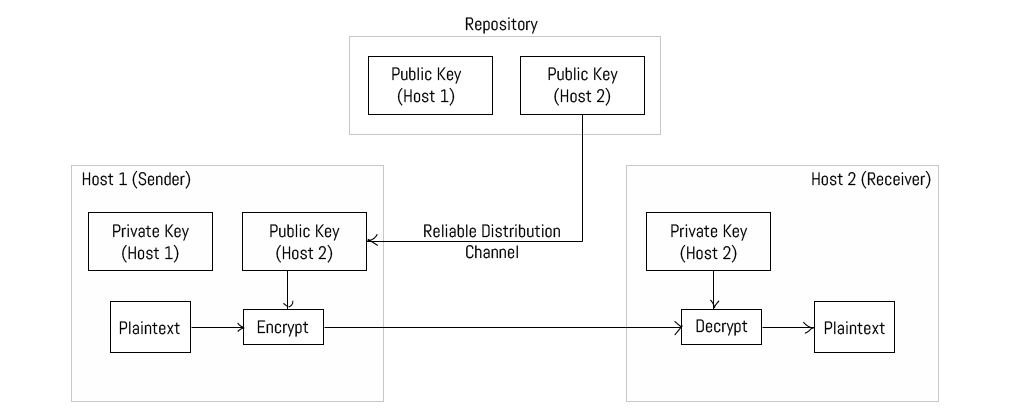 Repository
Public Key
(Host 1)
Public Key
(Host 2)
Host 1 (Sender)
Private Key
(Host 1)
Public Key
(Host 2)
Reliable Distribution
Channel
Plaintext
Encrypt
Host 2 (Receiver)
Private Key
(Host 2)
Decrypt
Plaintext